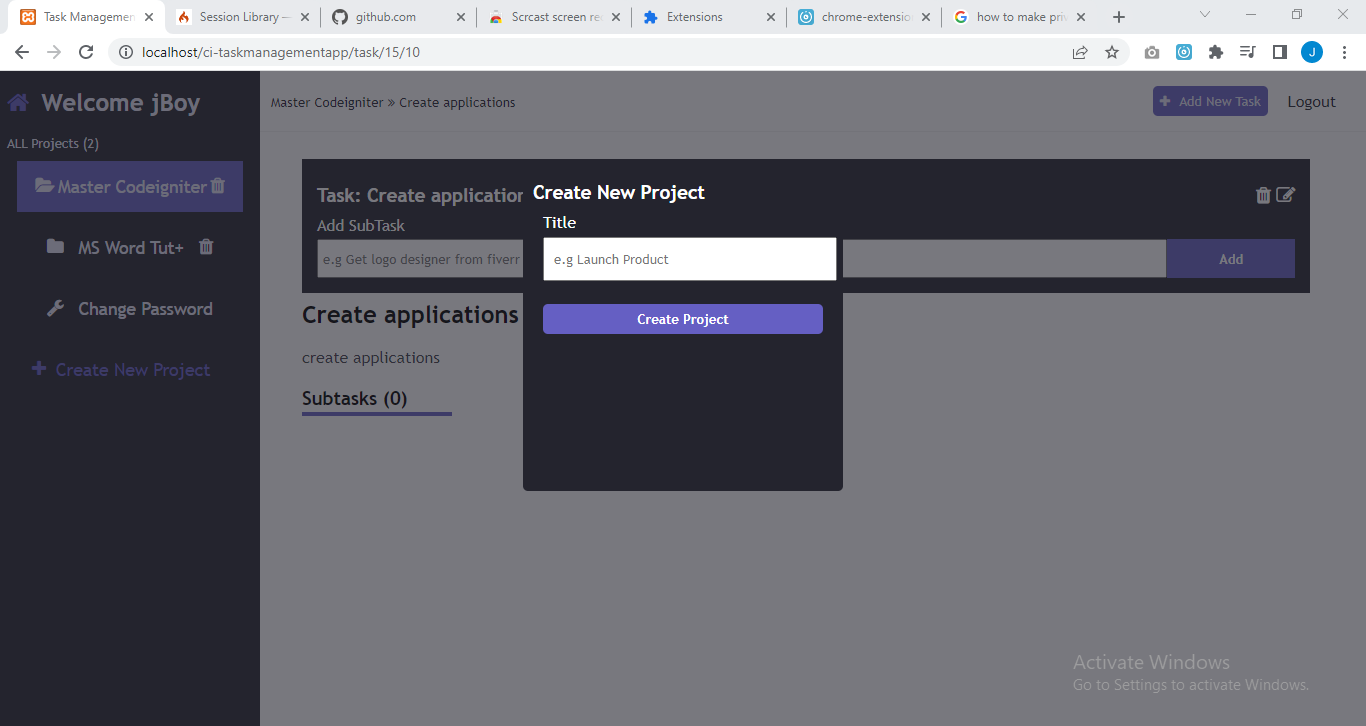 Task Managemen
Session Library —
github.com
Scrcast screen re
Extensions
chrome-extensio
how to make priv
localhost/ci-taskmanagementapp/task/15/10
J
Welcome jBoy
ALL Projects (2)
Master Codeigniter
MS Word Tut+
Change Password
Create New Project
Master Codeigniter » Create applications
Add New Task
Logout
Task: Create application
Add SubTask
e.g Get logo designer from fiverr
Add
Create applications
create applications
Subtasks (0)
Create New Project
Title
e.g Launch Product
Create Project
Activate Windows
Go to Settings to activate Windows.